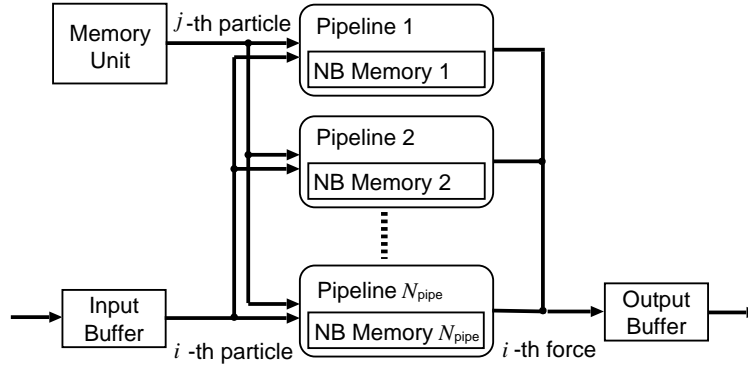 j -th particle
Memory
Unit
Pipeline 1
NB Memory 1
Pipeline 2
NB Memory 2
Input
Buffer
i -th particle
Pipeline Npipe
NB Memory Npipe
i -th force
Output
Buffer